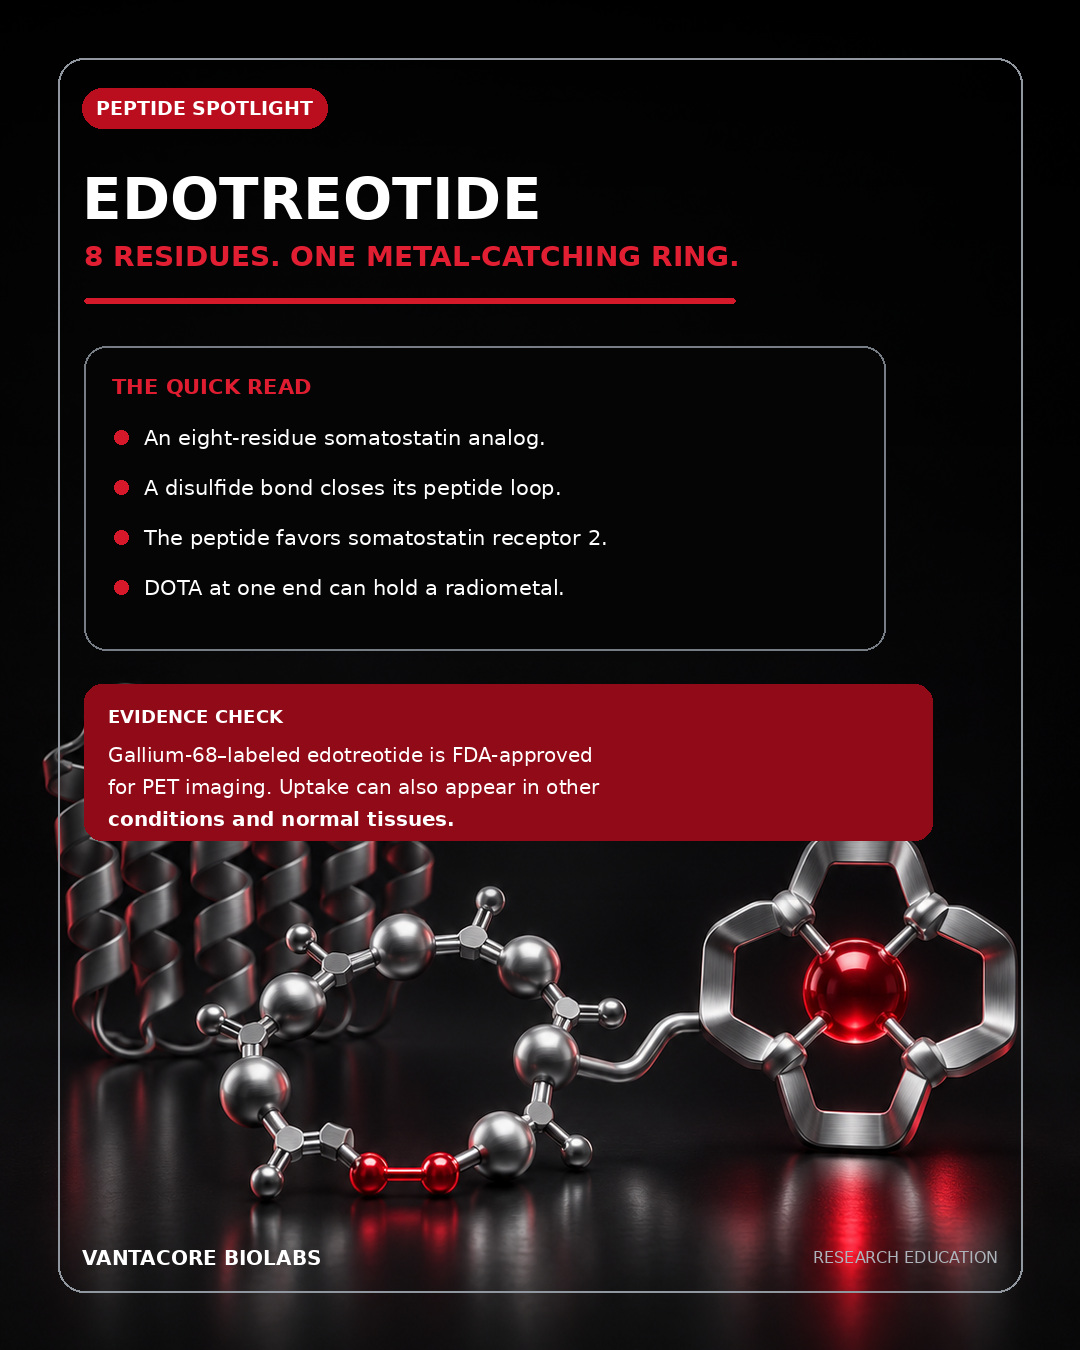 PEPTIDE SPOTLIGHT
EDOTREOTIDE
8 RESIDUES. ONE METAL-CATCHING RING.
THE QUICK READ
An eight-residue somatostatin analog.
A disulfide bond closes its peptide loop.
The peptide favors somatostatin receptor 2.
DOTA at one end can hold a radiometal.
EVIDENCE CHECK
Gallium-68–labeled edotreotide is FDA-approved
for PET imaging. Uptake can also appear in other
conditions and normal tissues.
VANTACORE BIOLABS
RESEARCH EDUCATION